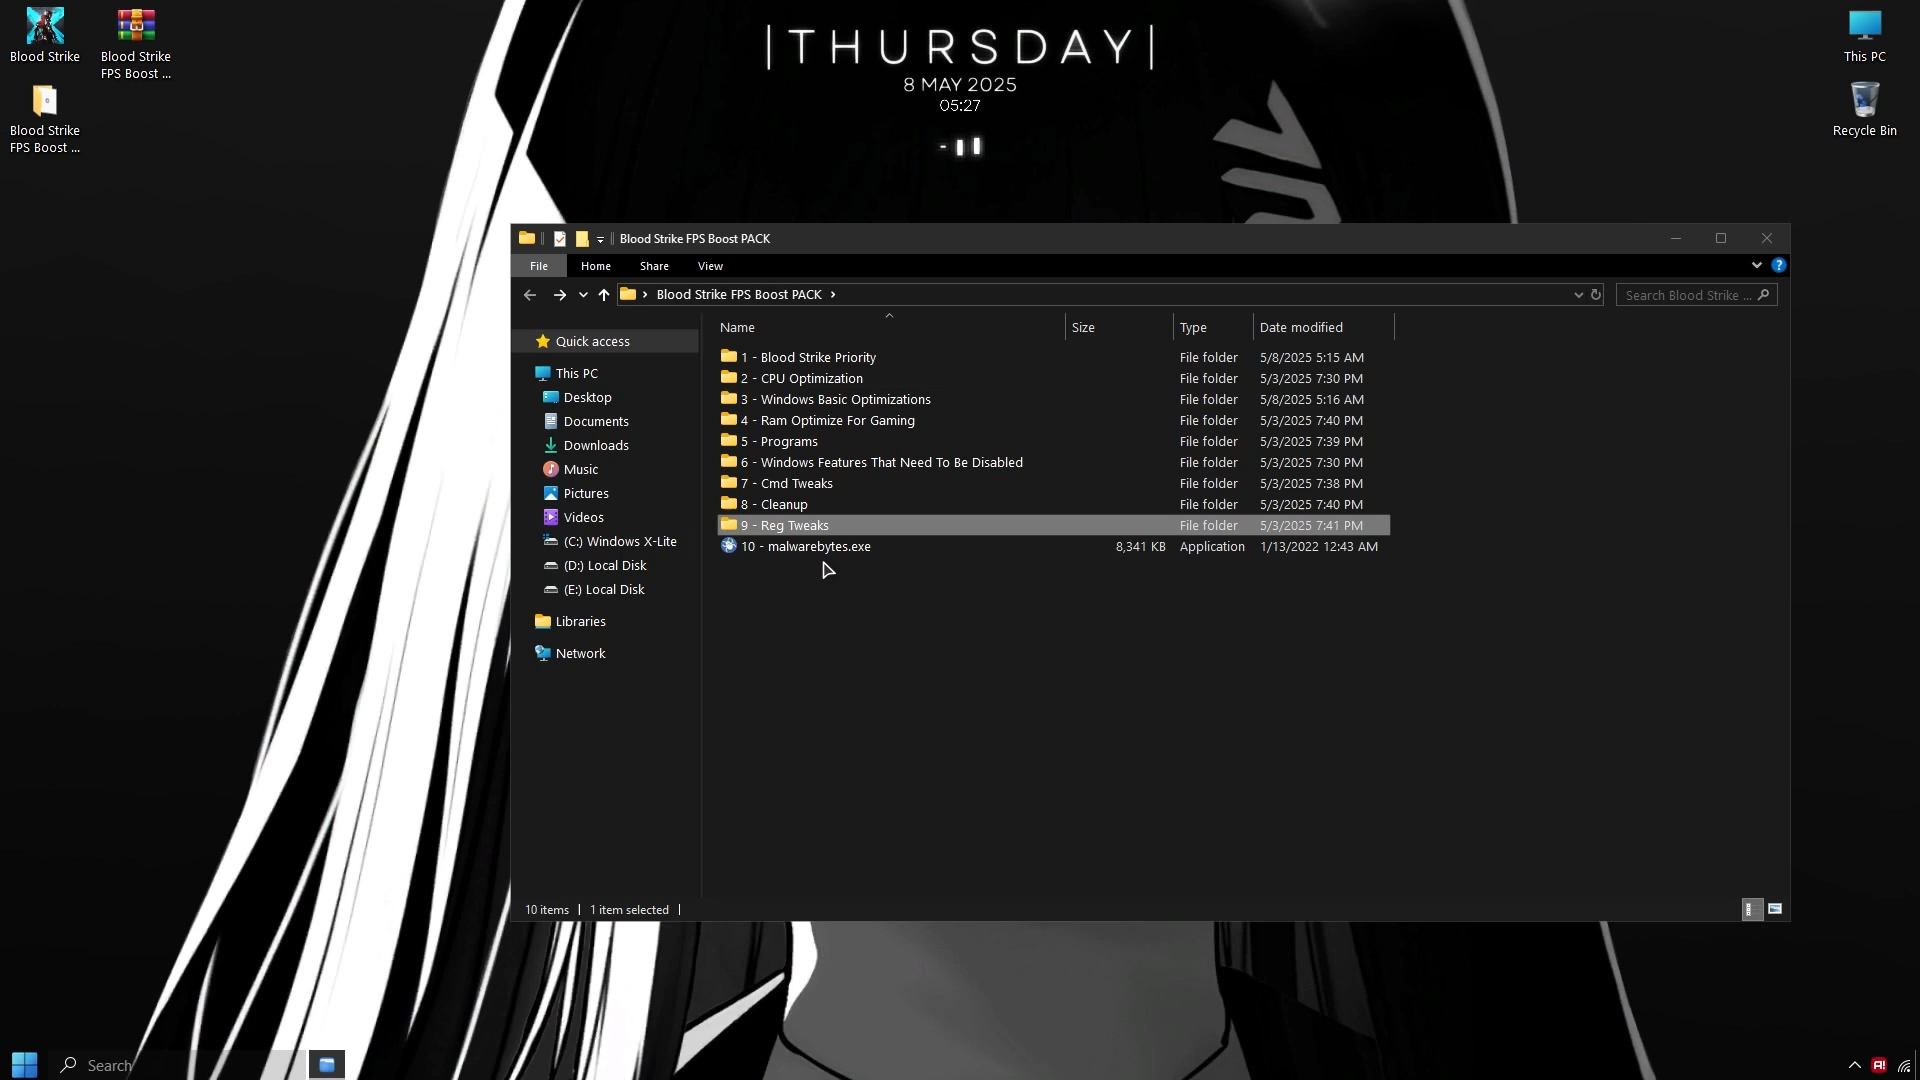 Blood Strike
Blood Strike
FPS Boost ...
Blood Strike
FPS Boost ...
|THURSDAY|
8 MAY 2025
05:27
This PC
Recycle Bin
Blood Strike FPS Boost PACK
File Home Share View
Blood Strike FPS Boost PACK
Search Blood Strike ...
Name Size Type Date modified
Quick access
This PC
Desktop
Documents
Downloads
Music
Pictures
Videos
(C:) Windows X-Lite
(D:) Local Disk
(E:) Local Disk
Libraries
Network
1 - Blood Strike Priority File folder 5/8/2025 5:15 AM
2 - CPU Optimization File folder 5/3/2025 7:30 PM
3 - Windows Basic Optimizations File folder 5/8/2025 5:16 AM
4 - Ram Optimize For Gaming File folder 5/3/2025 7:40 PM
5 - Programs File folder 5/3/2025 7:39 PM
6 - Windows Features That Need To Be Disabled File folder 5/3/2025 7:30 PM
7 - Cmd Tweaks File folder 5/3/2025 7:38 PM
8 - Cleanup File folder 5/3/2025 7:40 PM
9 - Reg Tweaks File folder 5/3/2025 7:41 PM
10 - malwarebytes.exe 8,341 KB Application 1/13/2022 12:43 AM
10 items 1 item selected
Search